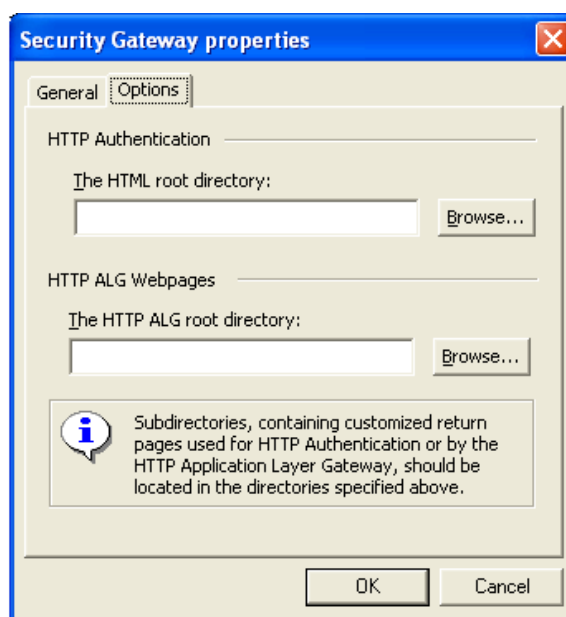 Security Gateway properties
General
Options
HTTP Authentication
The HTML root directory:
Browse...
HTTP ALG Webpages
The HTTP ALG root directory:
Browse...
Subdirectories, containing customized return
pages used for HTTP Authentication or by the
HTTP Application Layer Gateway, should be
located in the directories specified above.
OK
Cancel